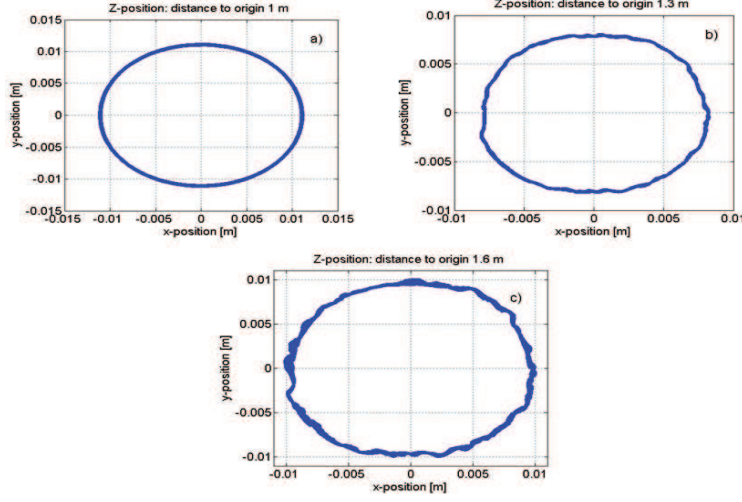 Z-position: distance to origin 1 m
a)
0.015
0.01
0.005
0
-0.005
-0.01
-0.015
y-position [m]
-0.015 -0.01 -0.005 0 0.005 0.01 0.015
x-position [m]
Z-position: distance to origin 1.3 m
b)
0.01
0.005
0
-0.005
-0.01
y-position [m]
-0.01 -0.005 0 0.005 0.01
x-position [m]
Z-position: distance to origin 1.6 m
c)
0.01
0.005
0
-0.005
-0.01
y-position [m]
-0.01 -0.005 0 0.005 0.01
x-position [m]